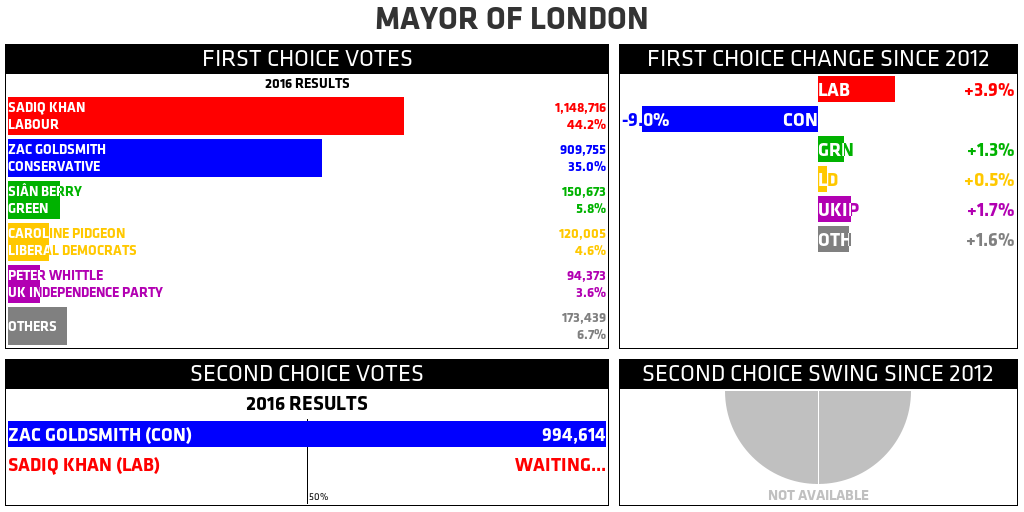 MAYOR OF LONDON
FIRST CHOICE VOTES
2016 RESULTS
SADIQ KHAN 1,148,716
LABOUR 44.2%
ZAC GOLDSMITH 909,755
CONSERVATIVE 35.0%
SIÂN BERRY 150,673
GREEN 5.8%
CAROLINE PIDGEON 120,005
LIBERAL DEMOCRATS 4.6%
PETER WHITTLE 94,373
UK INDEPENDENCE PARTY 3.6%
OTHERS 173,439
6.7%
FIRST CHOICE CHANGE SINCE 2012
LAB +3.9%
-9.0% CON
GRN +1.3%
LD +0.5%
UKIP +1.7%
OTH +1.6%
SECOND CHOICE VOTES
2016 RESULTS
ZAC GOLDSMITH (CON) 994,614
SADIQ KHAN (LAB) WAITING...
50%
SECOND CHOICE SWING SINCE 2012
NOT AVAILABLE